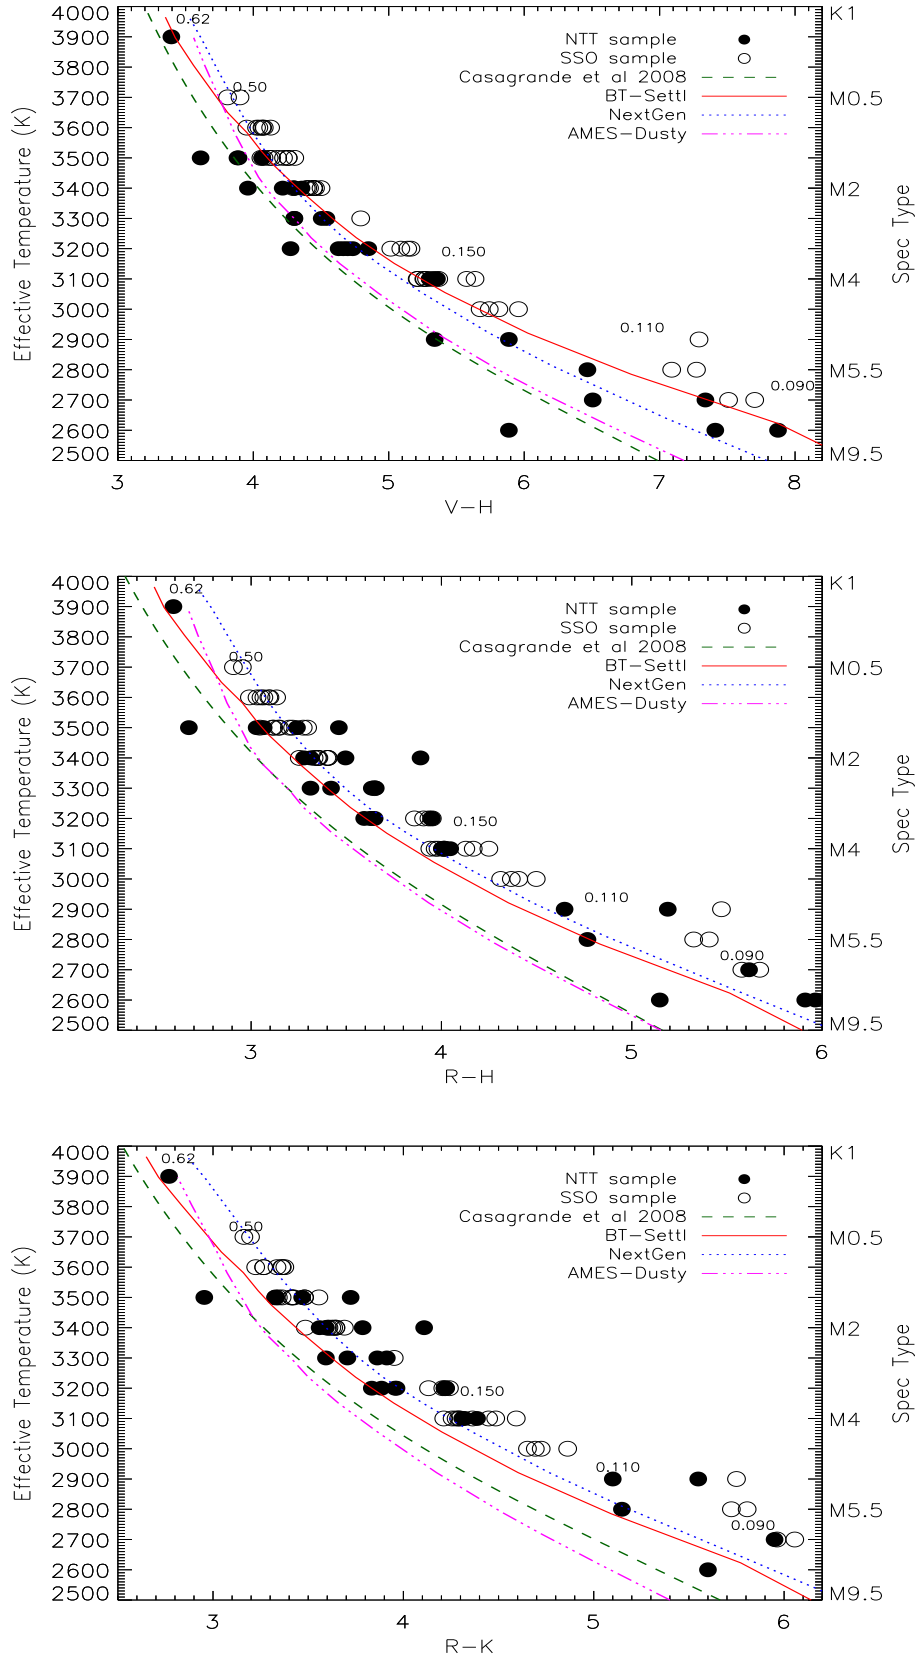 4000
3900
3800
3700
3600
3500
3400
3300
3200
3100
3000
2900
2800
2700
2600
2500
Effective Temperature (K)
0.62
0.50
0.150
0.110
0.090
NTT sample
SSO sample
Casagrande et al 2008
BT-Settl
NextGen
AMES-Dusty
K1
M0.5
M2
M4
M5.5
M9.5
Spec Type
3 4 5 6 7 8
V-H
4000
3900
3800
3700
3600
3500
3400
3300
3200
3100
3000
2900
2800
2700
2600
2500
Effective Temperature (K)
0.62
0.50
0.150
0.110
0.090
NTT sample
SSO sample
Casagrande et al 2008
BT-Settl
NextGen
AMES-Dusty
K1
M0.5
M2
M4
M5.5
M9.5
Spec Type
3 4 5 6
R-H
4000
3900
3800
3700
3600
3500
3400
3300
3200
3100
3000
2900
2800
2700
2600
2500
Effective Temperature (K)
0.62
0.50
0.150
0.110
0.090
NTT sample
SSO sample
Casagrande et al 2008
BT-Settl
NextGen
AMES-Dusty
K1
M0.5
M2
M4
M5.5
M9.5
Spec Type
3 4 5 6
R-K